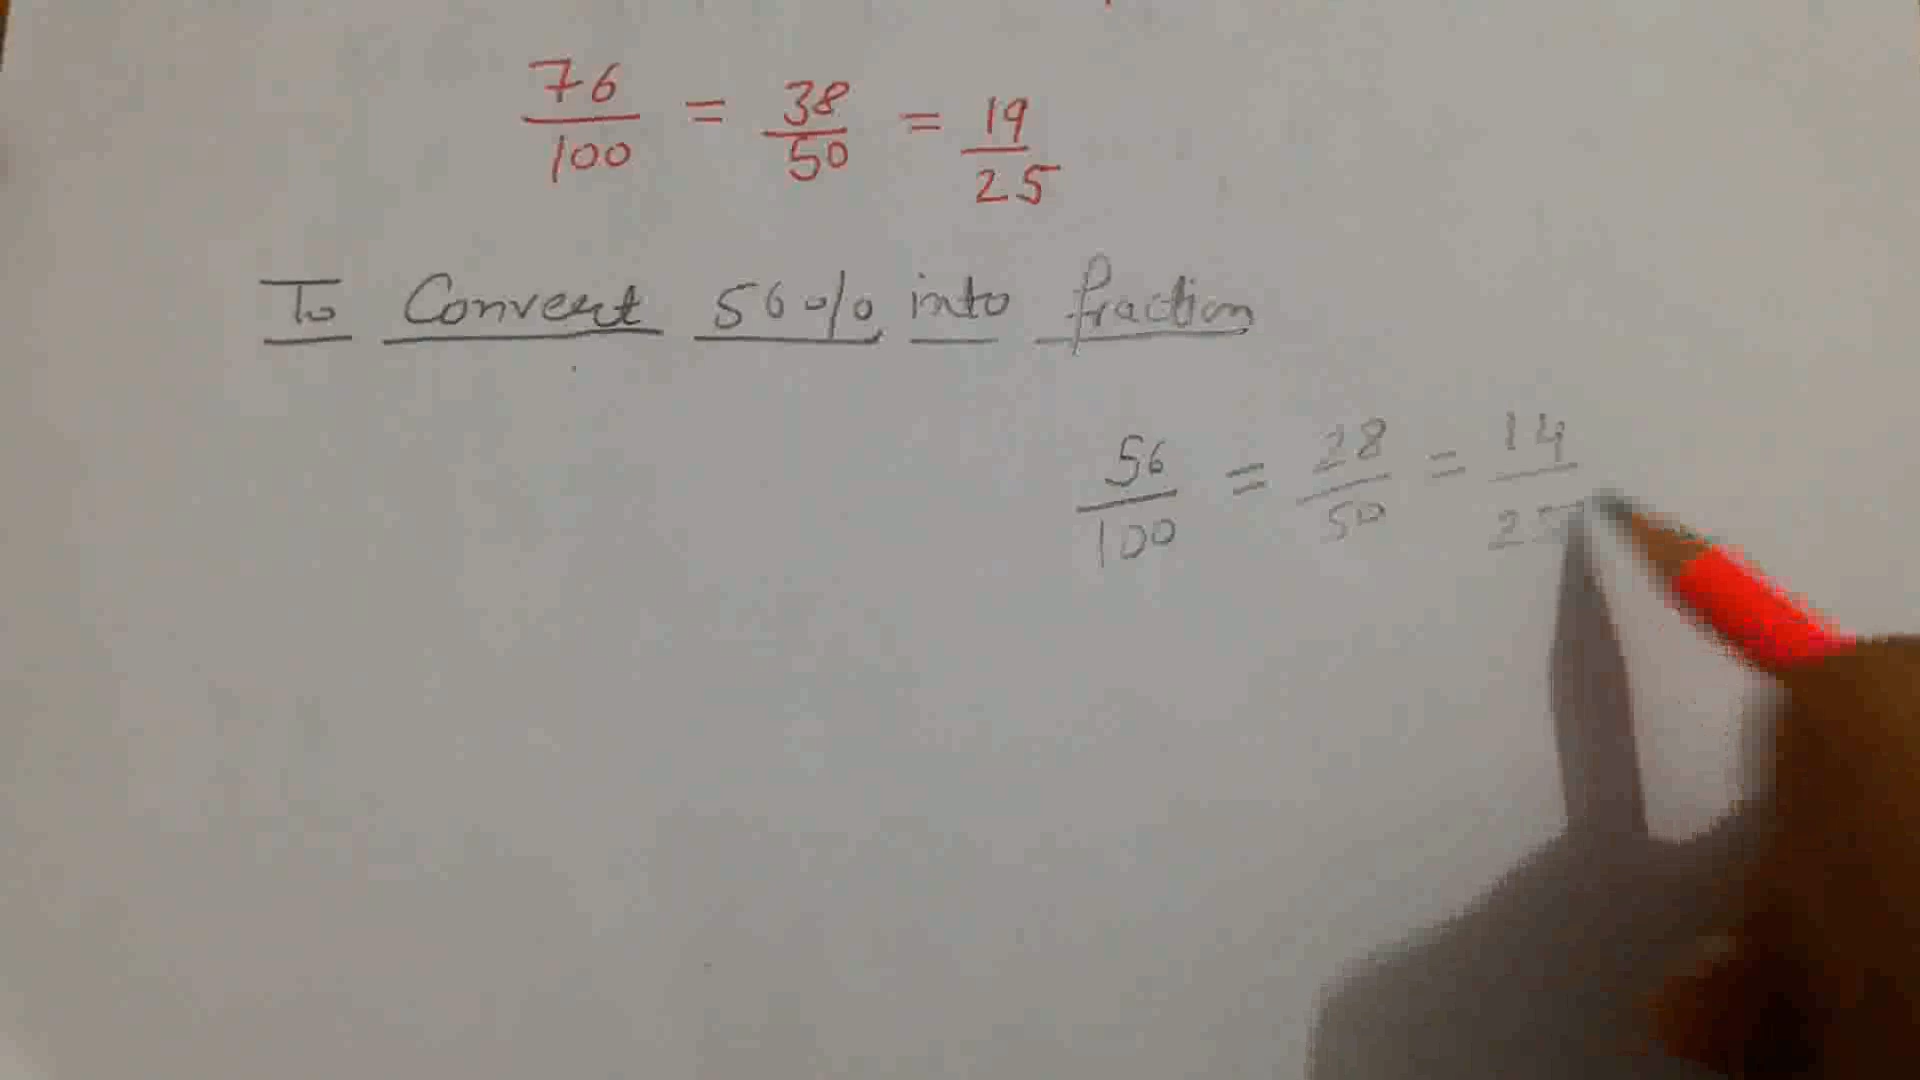 76/100 = 38/50 = 19/25
To Convert 56% into fraction
56/100 = 28/50 = 14/25